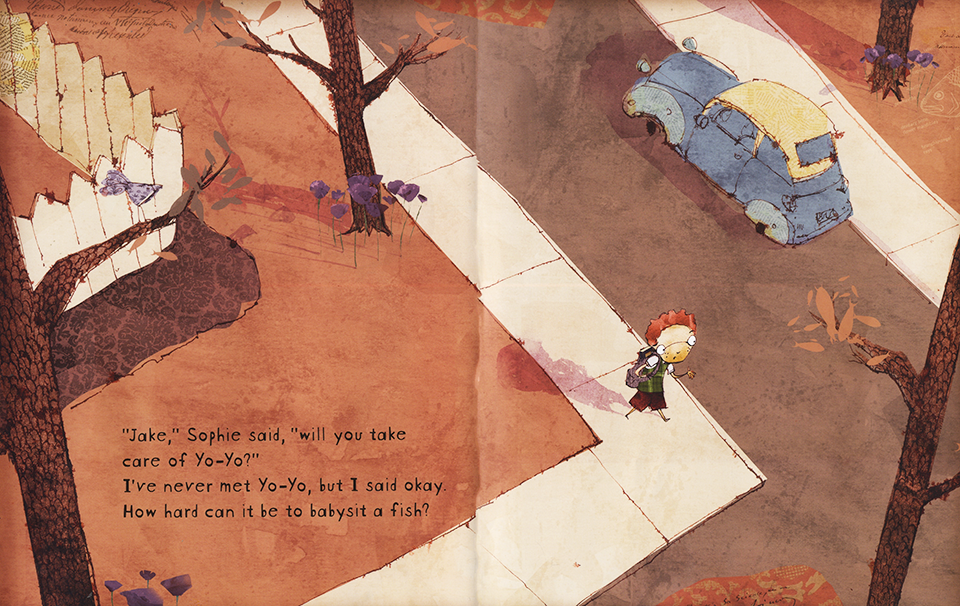 "Jake," Sophie said, "will you take
care of Yo-Yo?"
I've never met Yo-Yo, but I said okay.
How hard can it be to babysit a fish?